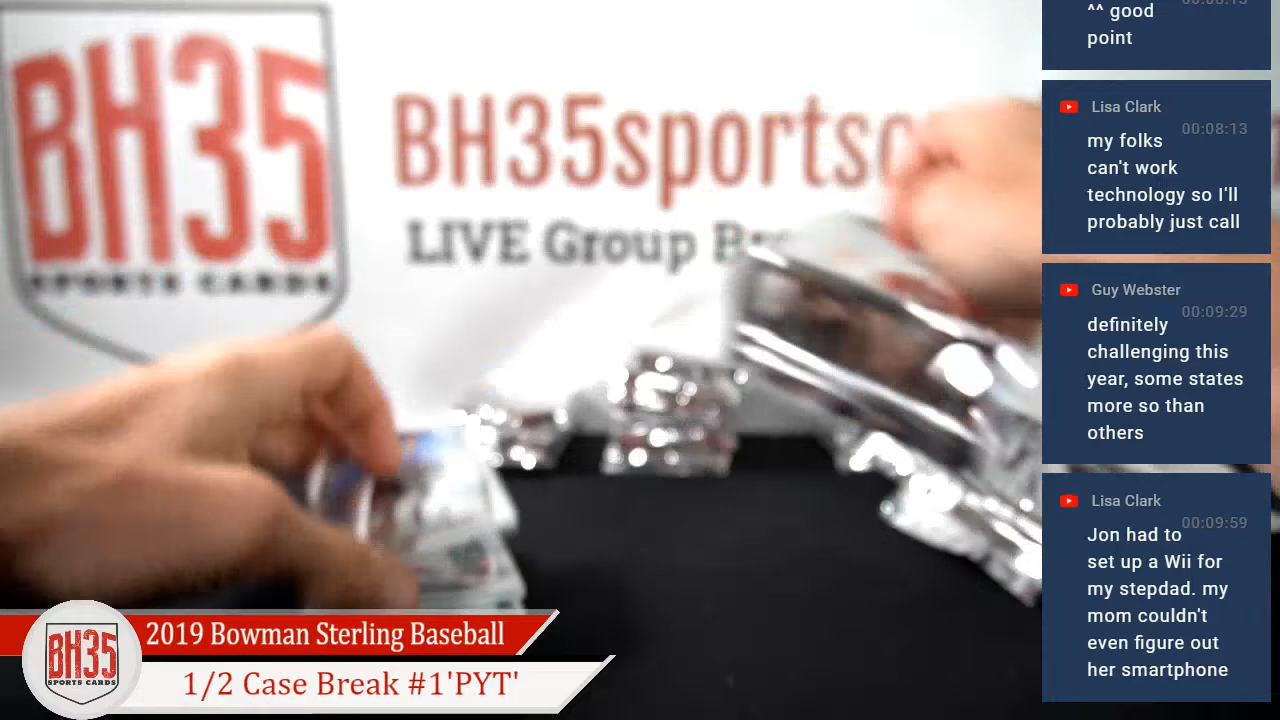 BH35
SPORTS CARDS
BH35sportsc
LIVE Group
^^ good
point
Lisa Clark
00:08:13
my folks
can't work
technology so I'll
probably just call
Guy Webster
00:09:29
definitely
challenging this
year, some states
more so than
others
Lisa Clark
00:09:59
Jon had to
set up a Wii for
my stepdad. my
mom couldn't
even figure out
her smartphone
BH35
SPORTS CARDS
2019 Bowman Sterling Baseball
1/2 Case Break #1'PYT'